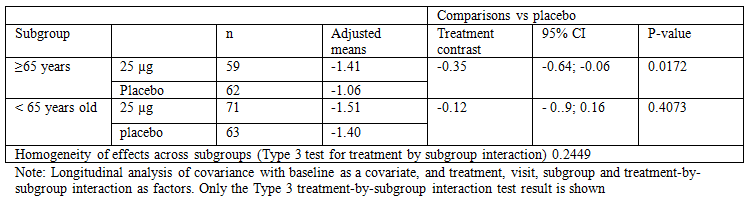 Comparisons vs placebo
Subgroup n Adjusted means Treatment contrast 95% CI P-value
≥65 years 25 µg 59 -1.41 -0.35 -0.64; -0.06 0.0172
Placebo 62 -1.06
< 65 years old 25 µg 71 -1.51 -0.12 - 0..9; 0.16 0.4073
placebo 63 -1.40
Homogeneity of effects across subgroups (Type 3 test for treatment by subgroup interaction) 0.2449
Note: Longitudinal analysis of covariance with baseline as a covariate, and treatment, visit, subgroup and treatment-by-
subgroup interaction as factors. Only the Type 3 treatment-by-subgroup interaction test result is shown